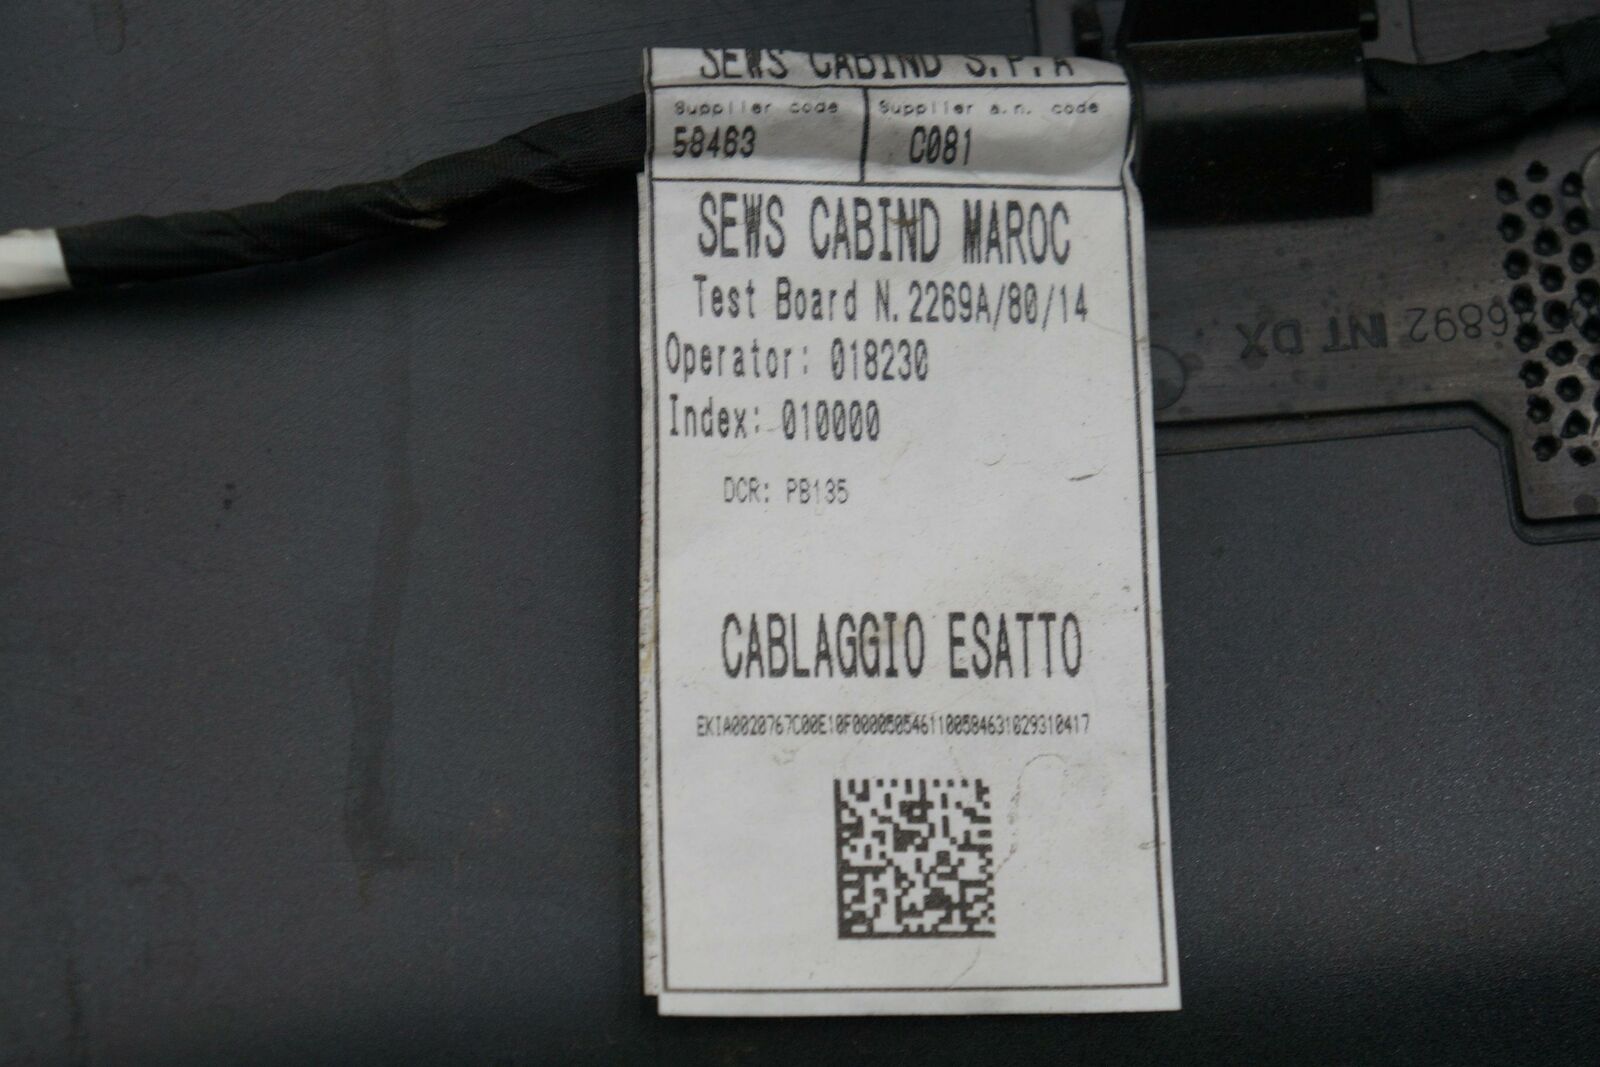 SEWS CABIND S.P.A
Supplier code
Supplier a.n. code
58463
C081
SEWS CABIND MAROC
Test Board N.2269A/80/14
Operator: 018230
Index: 010000
DCR: PB135
CABLAGGIO ESATTO
EKIA0020767C00E10F0000505461100584631829310417
INT DX